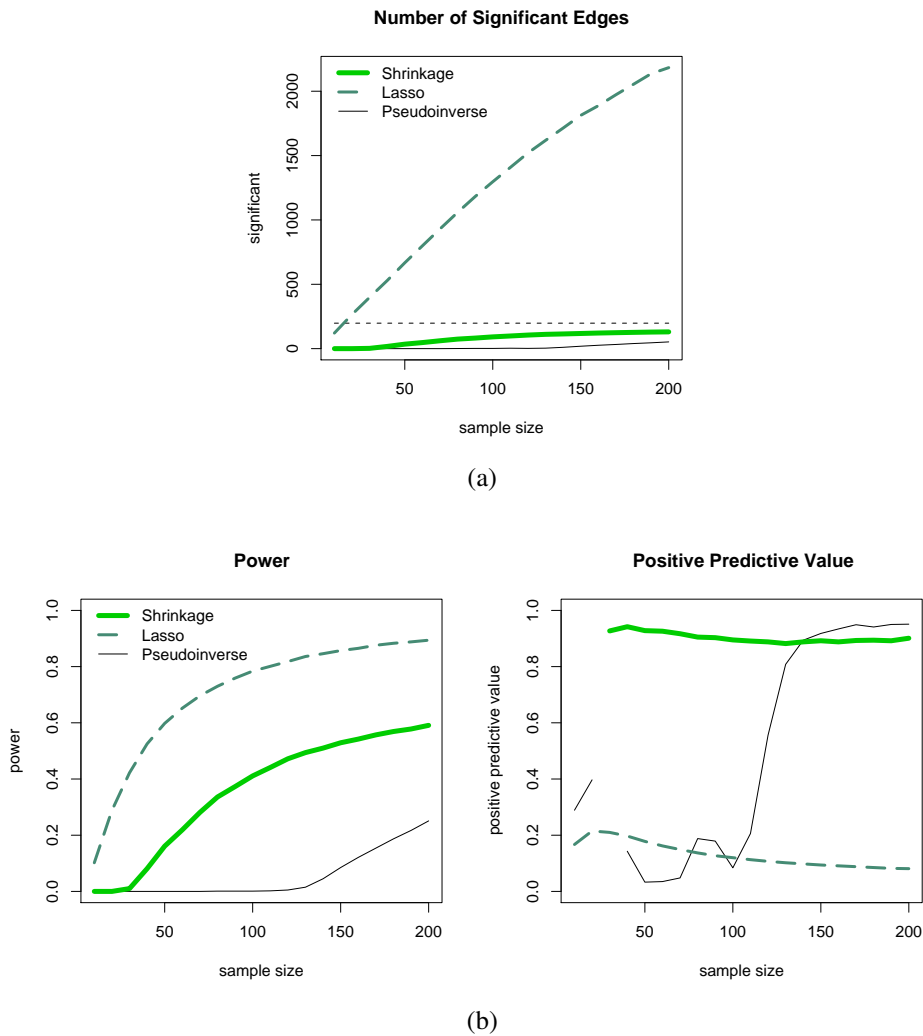 Number of Significant Edges
Shrinkage
Lasso
Pseudoinverse
significant
2000
1500
1000
500
0
50
100
150
200
sample size
(a)
Power
Shrinkage
Lasso
Pseudoinverse
power
1.0
0.8
0.6
0.4
0.2
0.0
50
100
150
200
sample size
Positive Predictive Value
positive predictive value
1.0
0.8
0.6
0.4
0.2
0.0
50
100
150
200
sample size
(b)